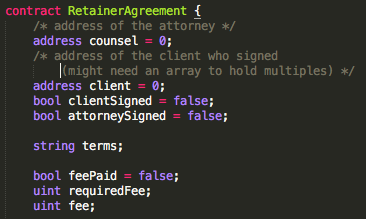 contract RetainerAgreement {
/* address of the attorney */
address counsel = 0;
/* address of the client who signed
(might need an array to hold multiples) */
address client = 0;
bool clientSigned = false;
bool attorneySigned = false;
string terms;
bool feePaid = false;
uint requiredFee;
uint fee;